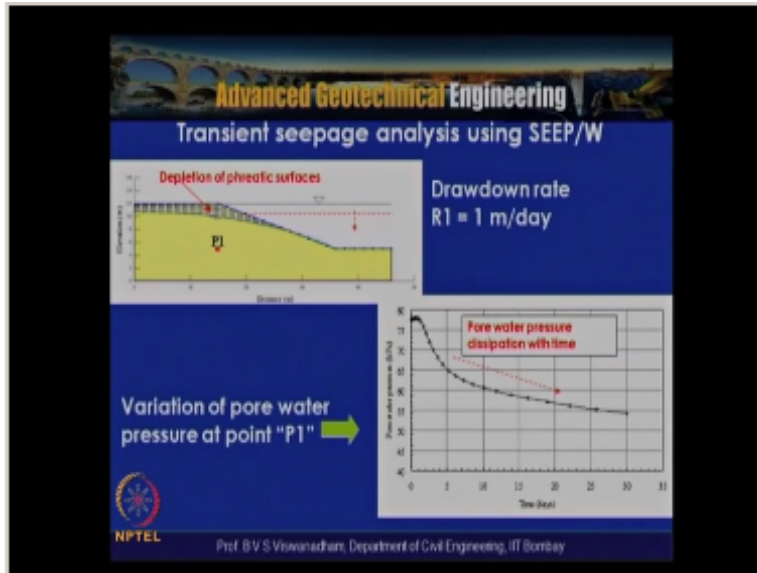 Advanced Geotechnical Engineering
Transient seepage analysis using SEEP/W
Depletion of phreatic surfaces
P1
Distance (m)
Drawdown rate
R1 = 1 m/day
Pore water pressure
dissipation with time
Variation of pore water
pressure at point "P1"
0 5 10 15 20 25 30 35
Time (days)
NPTEL
Prof. B V S Viswanadham, Department of Civil Engineering, IIT Bombay